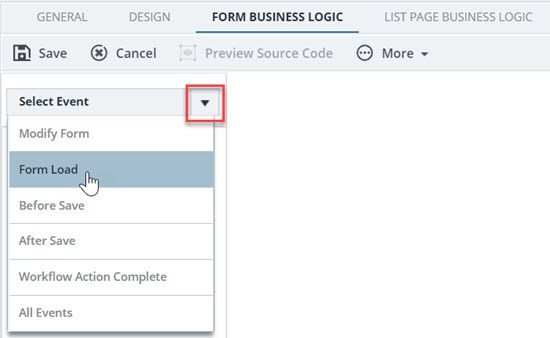 GENERAL DESIGN FORM BUSINESS LOGIC LIST PAGE BUSINESS LOGIC
Save Cancel Preview Source Code More
Select Event
Modify Form
Form Load
Before Save
After Save
Workflow Action Complete
All Events